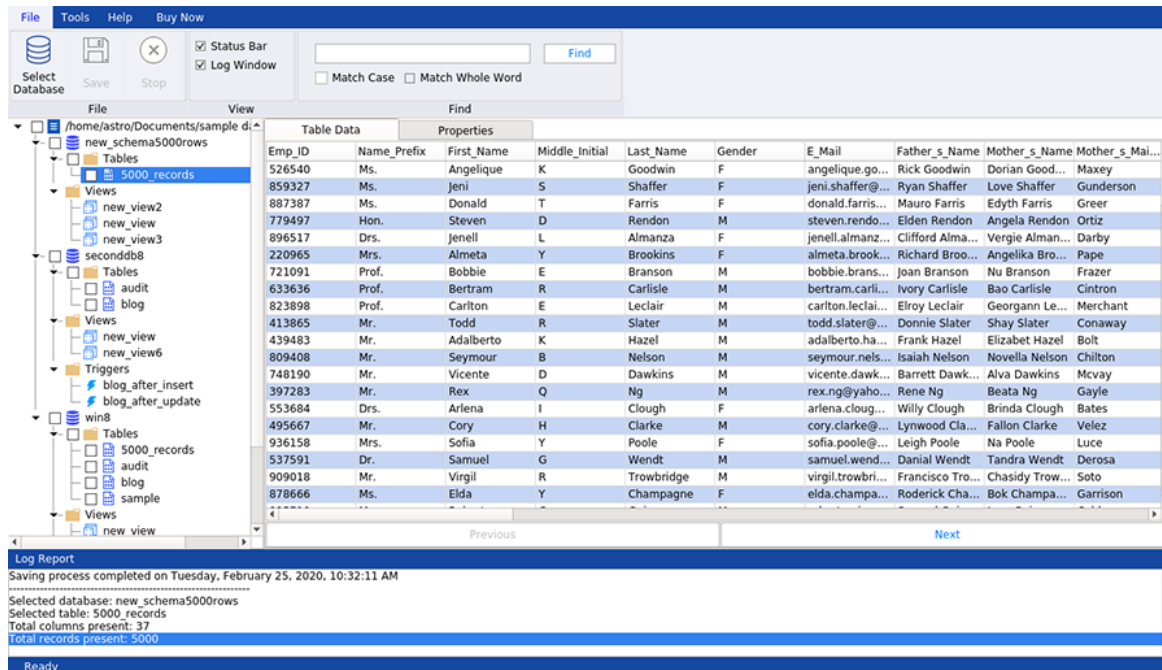 File Tools Help Buy Now
Select Database
Save
Stop
File
Status Bar
Log Window
View
Find
Match Case Match Whole Word
Find
/home/astro/Documents/sample
new_schema5000rows
Tables
5000_records
Views
new_view2
new_view
new_view3
seconddb8
Tables
audit
blog
Views
new_view
new_view6
Triggers
blog_after_insert
blog_after_update
win8
Tables
5000_records
audit
blog
sample
Views
new_view
Table Data Properties
Emp_ID Name_Prefix First_Name Middle_Initial Last_Name Gender E_Mail Father_s_Name Mother_s_Name Mother_s_Mai...
526540 Ms. Angelique K Goodwin F angelique.go... Rick Goodwin Dorian Good... Maxey
859327 Ms. Jeni S Shaffer F jeni.shaffer@... Ryan Shaffer Love Shaffer Gunderson
887387 Ms. Donald T Farris F donald.farris... Mauro Farris Edyth Farris Greer
779497 Hon. Steven D Rendon M steven.rendo... Elden Rendon Angela Rendon Ortiz
896517 Drs. Jenell L Almanza F jenell.almanz... Clifford Alma... Vergie Alman... Darby
220965 Mrs. Almeta Y Brookins F almeta.brook... Richard Broo... Angelika Bro... Pape
721091 Prof. Bobbie E Branson M bobbie.brans... Joan Branson Nu Branson Frazer
633636 Prof. Bertram R Carlisle M bertram.carli... Ivory Carlisle Bao Carlisle Cintron
823898 Prof. Carlton E Leclair M carlton.leclai... Elroy Leclair Georgann Le... Merchant
413865 Mr. Todd R Slater M todd.slater@... Donnie Slater Shay Slater Conaway
439483 Mr. Adalberto K Hazel M adalberto.ha... Frank Hazel Elizabet Hazel Bolt
809408 Mr. Seymour B Nelson M seymour.nels... Isaiah Nelson Novella Nelson Chilton
748190 Mr. Vicente D Dawkins M vicente.dawk... Barrett Dawk... Alva Dawkins Mcvay
397283 Mr. Rex Q Ng M rex.ng@yaho... Rene Ng Beata Ng Gayle
553684 Drs. Arlena I Clough F arlena.cloug... Willy Clough Brinda Clough Bates
495667 Mr. Cory H Clarke M cory.clarke@... Lynwood Cla... Fallon Clarke Velez
936158 Mrs. Sofia Y Poole F sofia.poole@... Leigh Poole Na Poole Luce
537591 Dr. Samuel G Wendt M samuel.wend... Danial Wendt Tandra Wendt Derosa
909018 Mr. Virgil R Trowbridge M virgil.trowbri... Francisco Tro... Chasidy Trow... Soto
878666 Ms. Elda Y Champagne F elda.champa... Roderick Cha... Bok Champa... Garrison
Previous Next
Log Report
Saving process completed on Tuesday, February 25, 2020, 10:32:11 AM
Selected database: new_schema5000rows
Selected table: 5000_records
Total columns present: 37
Total records present: 5000
Ready